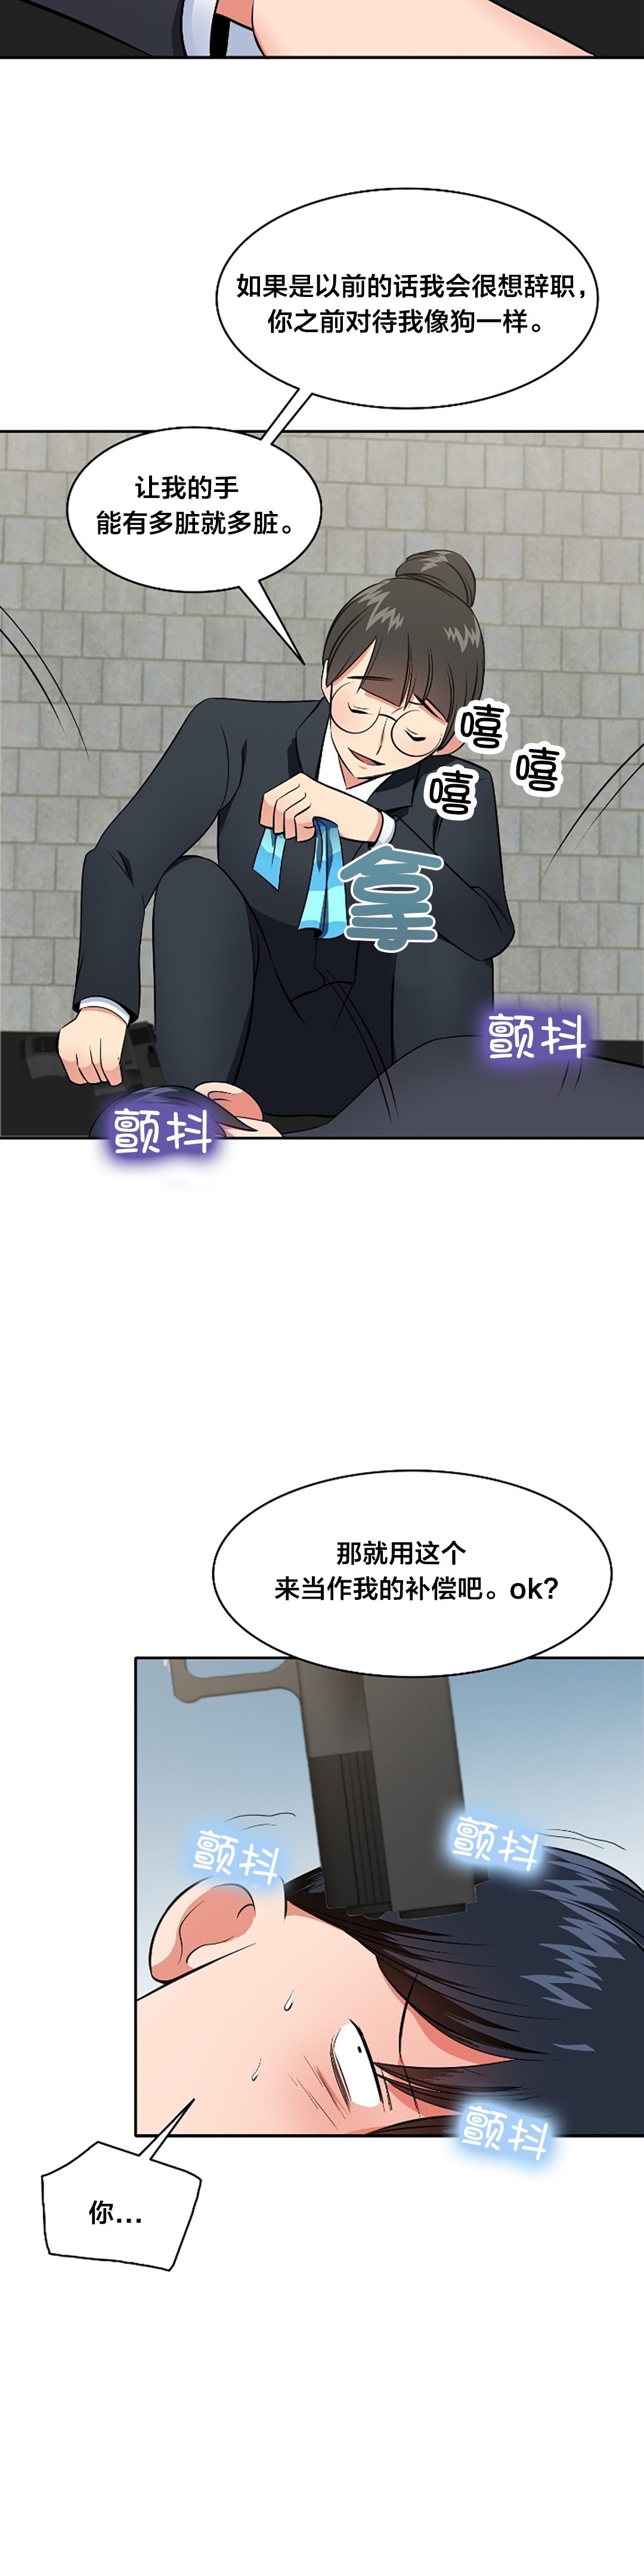 如果是以前的话我会很想辞职，
你之前对待我像狗一样。
让我的手
能有多脏就多脏。
嘻
嘻
嘻
拿
颤抖
颤抖
那就用这个
来当作我的补偿吧。ok?
颤抖
颤抖
颤抖
你...